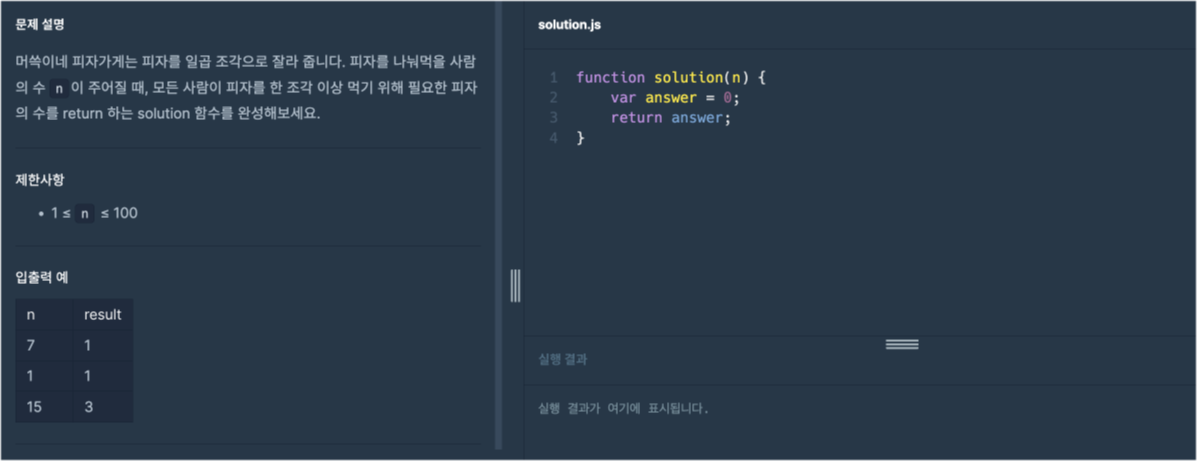 문제 설명
머쓱이네 피자가게는 피자를 일곱 조각으로 잘라 줍니다. 피자를 나눠먹을 사람
의 수 n 이 주어질 때, 모든 사람이 피자를 한 조각 이상 먹기 위해 필요한 피자
의 수를 return 하는 solution 함수를 완성해보세요.
제한사항
• 1 ≤ n ≤ 100
입출력 예
n result
7 1
1 1
15 3
solution.js
1 function solution(n) {
2     var answer = 0;
3     return answer;
4 }
실행 결과
실행 결과가 여기에 표시됩니다.